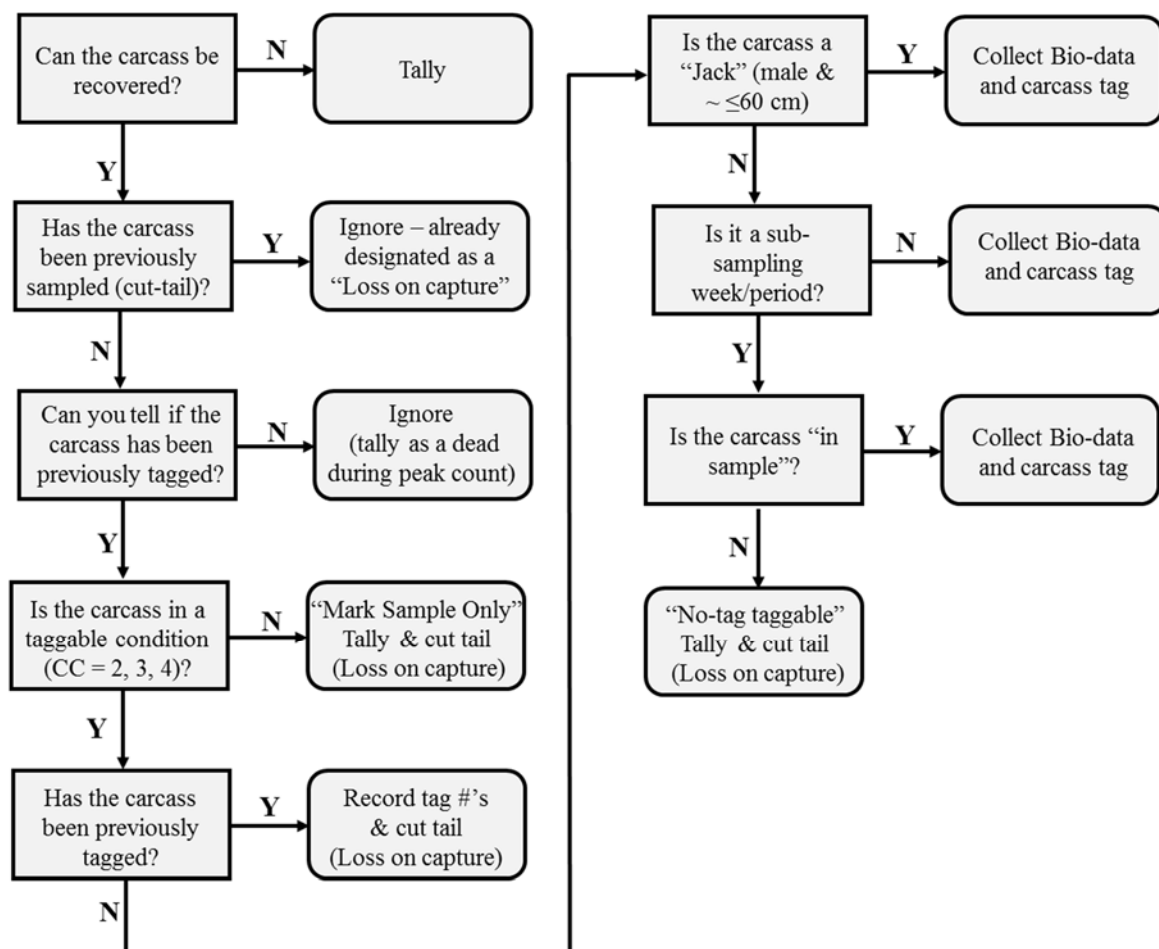 Can the carcass be
recovered?
N
Tally
Y
Has the carcass
been previously
sampled (cut-tail)?
Y
Ignore – already
designated as a
“Loss on capture”
N
Can you tell if the
carcass has been
previously tagged?
N
Ignore
(tally as a dead
during peak count)
Y
Is the carcass in a
taggable condition
(CC = 2, 3, 4)?
N
“Mark Sample Only”
Tally & cut tail
(Loss on capture)
Y
Has the carcass
been previously
tagged?
Y
Record tag #'s
& cut tail
(Loss on capture)
N
Is the carcass a
“Jack” (male &
~ ≤60 cm)
Y
Collect Bio-data
and carcass tag
N
Is it a sub-
sampling
week/period?
N
Collect Bio-data
and carcass tag
Y
Is the carcass “in
sample”?
Y
Collect Bio-data
and carcass tag
N
“No-tag taggable”
Tally & cut tail
(Loss on capture)